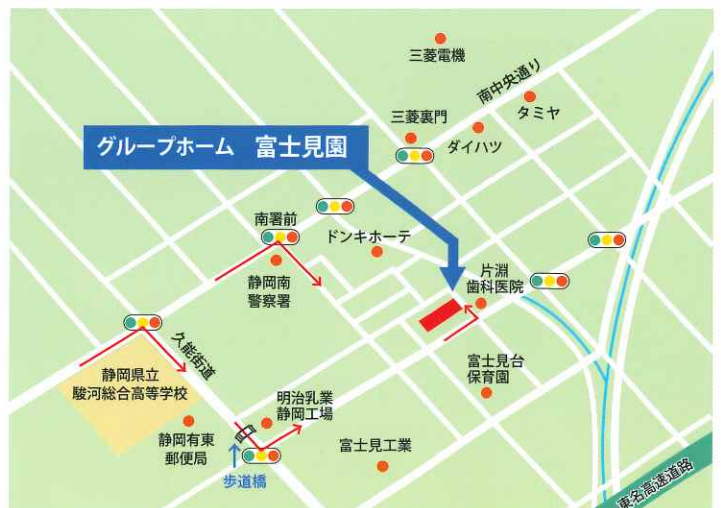 三菱電機
南中央通り
タミヤ
三菱裏門
ダイハツ
グループホーム　富士見園
南署前
ドンキホーテ
静岡南
警察署
片淵
歯科医院
久能街道
静岡県立
駿河総合高等学校
富士見台
保育園
明治乳業
静岡工場
静岡有東
郵便局
富士見工業
歩道橋
東名高速道路